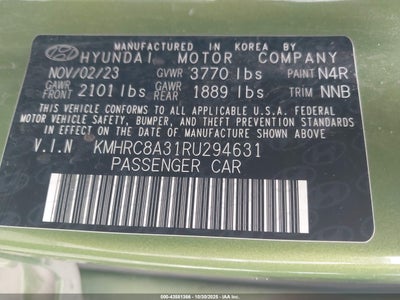 MANUFACTURED IN KOREA BY
HYUNDAI MOTOR COMPANY
NOV/02/23 GVWR 3770 lbs PAINT N4R
GAWR FRONT 2101 lbs GAWR REAR 1889 lbs TRIM NNB
THIS VEHICLE CONFORMS TO ALL APPLICABLE U.S.A. FEDERAL
MOTOR VEHICLE SAFETY, BUMPER, AND THEFT PREVENTION
STANDARDS IN EFFECT ON THE DATE OF MANUFACTURE SHOWN ABOVE.
V.I.N KMHRC8A31RU294631
PASSENGER CAR